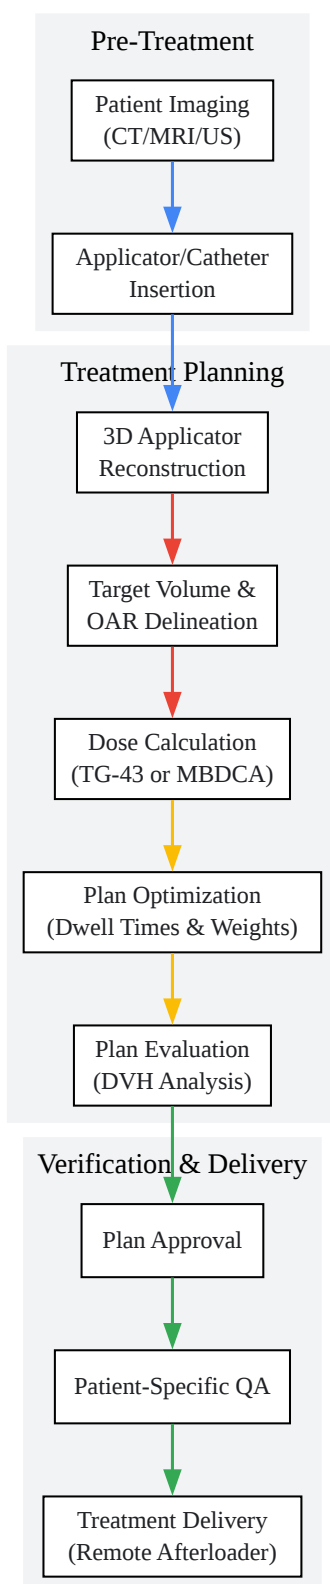 Pre-Treatment
Patient Imaging
(CT/MRI/US)
Applicator/Catheter
Insertion
Treatment Planning
3D Applicator
Reconstruction
Target Volume &
OAR Delineation
Dose Calculation
(TG-43 or MBDCA)
Plan Optimization
(Dwell Times & Weights)
Plan Evaluation
(DVH Analysis)
Verification & Delivery
Plan Approval
Patient-Specific QA
Treatment Delivery
(Remote Afterloader)